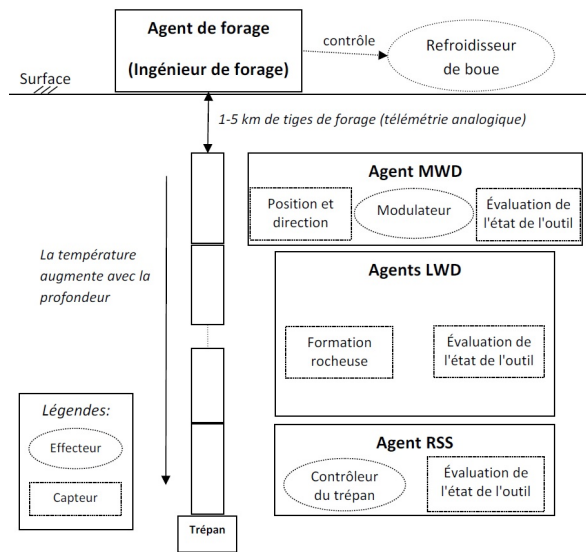 Agent de forage
(Ingénieur de forage)
contrôle
Refroidisseur
de boue
Surface
1-5 km de tiges de forage (télémétrie analogique)
Agent MWD
Position et
direction
Modulateur
Évaluation de
l'état de l'outil
La température
augmente avec la
profondeur
Agents LWD
Formation
rocheuse
Évaluation de
l'état de l'outil
Légendes:
Effecteur
Capteur
Agent RSS
Contrôleur
du trépan
Évaluation de
l'état de l'outil
Trépan